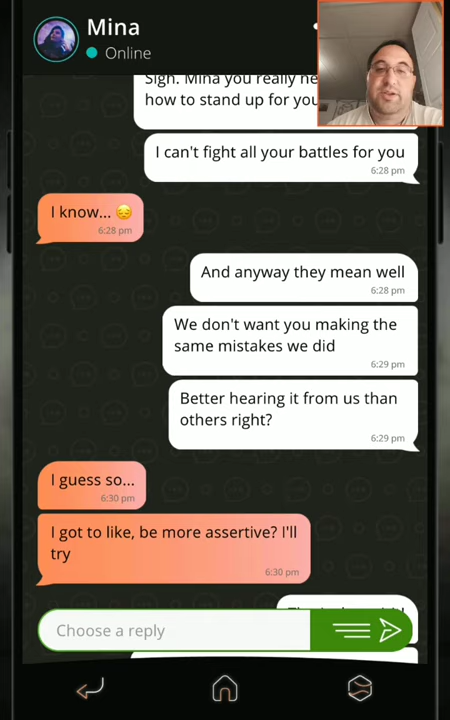 Mina
Online
Sigh. Mina you really
how to stand up for
I can't fight all your battles for you
6:28 pm
I know... 😔
6:28 pm
And anyway they mean well
6:28 pm
We don't want you making the
same mistakes we did
6:29 pm
Better hearing it from us than
others right?
6:29 pm
I guess so...
6:30 pm
I got to like, be more assertive? I'll
try
6:30 pm
Choose a reply